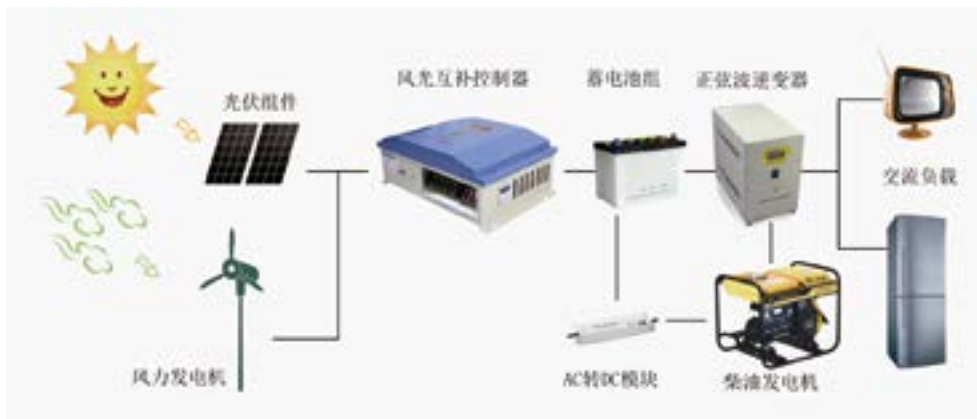 光伏组件
风光互补控制器
蓄电池组
正弦波逆变器
交流负载
风力发电机
AC转DC模块
柴油发电机